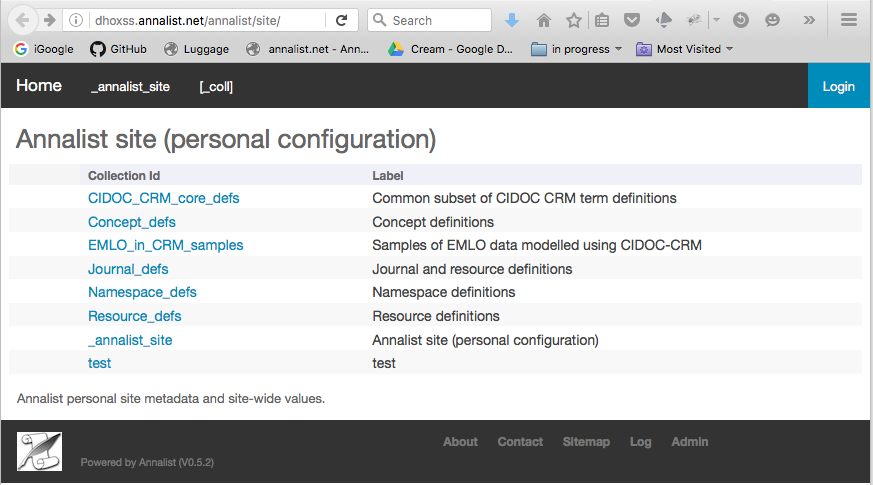 dhoxss.annalist.net/annalist/site/
Search
iGoogle GitHub Luggage annalist.net - Ann... Cream - Google D... in progress Most Visited
Home _annalist_site [_coll] Login
Annalist site (personal configuration)
Collection Id Label
CIDOC_CRM_core_defs Common subset of CIDOC CRM term definitions
Concept_defs Concept definitions
EMLO_in_CRM_samples Samples of EMLO data modelled using CIDOC-CRM
Journal_defs Journal and resource definitions
Namespace_defs Namespace definitions
Resource_defs Resource definitions
_annalist_site Annalist site (personal configuration)
test test
Annalist personal site metadata and site-wide values.
About Contact Sitemap Log Admin
Powered by Annalist (V0.5.2)